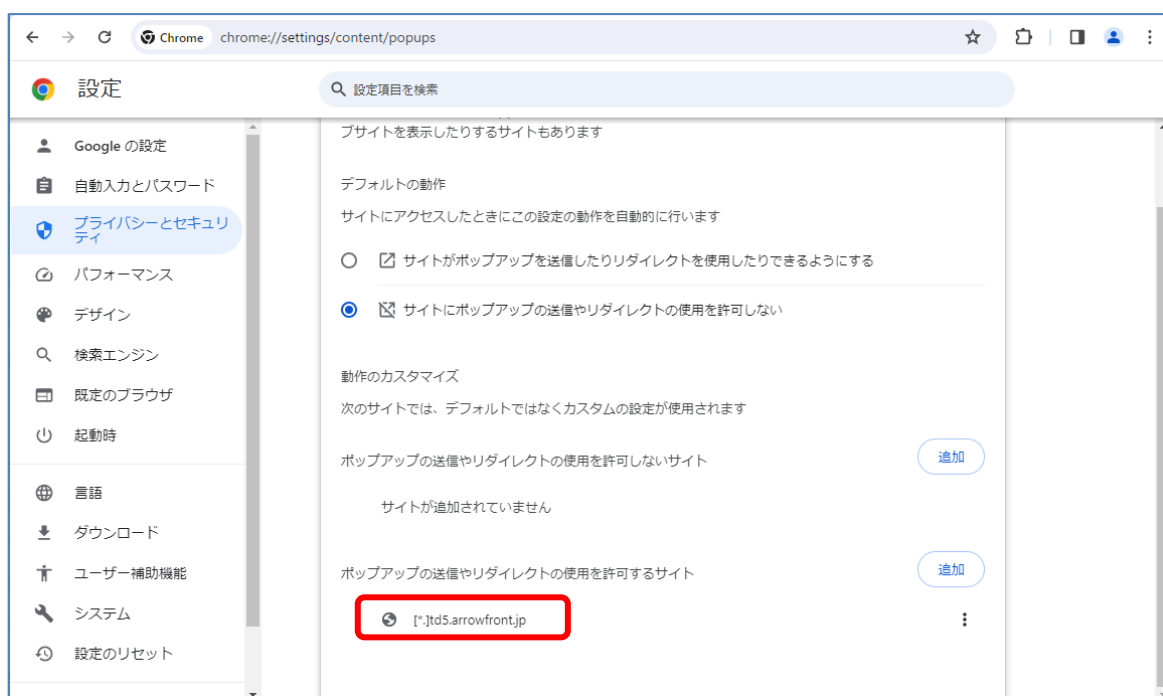 Chrome chrome://settings/content/popups
設定
設定項目を検索
Google の設定
自動入力とパスワード
プライバシーとセキュリ
ティ
パフォーマンス
デザイン
検索エンジン
既定のブラウザ
起動時
言語
ダウンロード
ユーザー補助機能
システム
設定のリセット
ブサイトを表示したりするサイトもあります
デフォルトの動作
サイトにアクセスしたときにこの設定の動作を自動的に行います
サイトがポップアップを送信したりリダイレクトを使用したりできるようにする
サイトにポップアップの送信やリダイレクトの使用を許可しない
動作のカスタマイズ
次のサイトでは、デフォルトではなくカスタムの設定が使用されます
ポップアップの送信やリダイレクトの使用を許可しないサイト 追加
サイトが追加されていません
ポップアップの送信やリダイレクトの使用を許可するサイト 追加
[*.]td5.arrowfront.jp